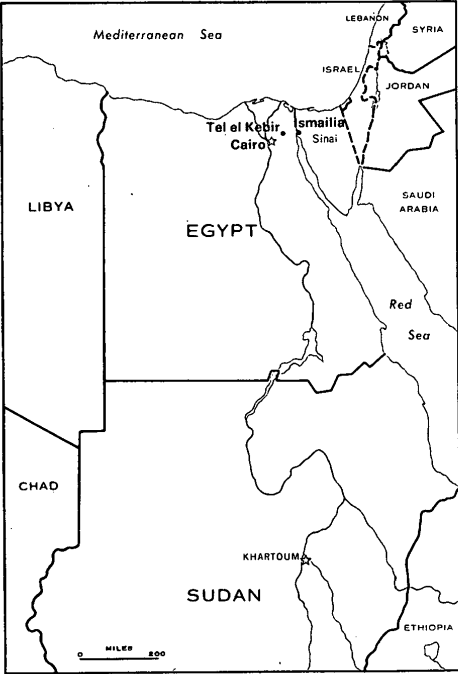 LEBANON
SYRIA
Mediterranean Sea
ISRAEL
JORDAN
Tel el Kebir
Ismailia
Cairo
Sinai
LIBYA
EGYPT
SAUDI
ARABIA
Red
Sea
CHAD
KHARTOUM
SUDAN
ETHIOPIA
MILES
0 200